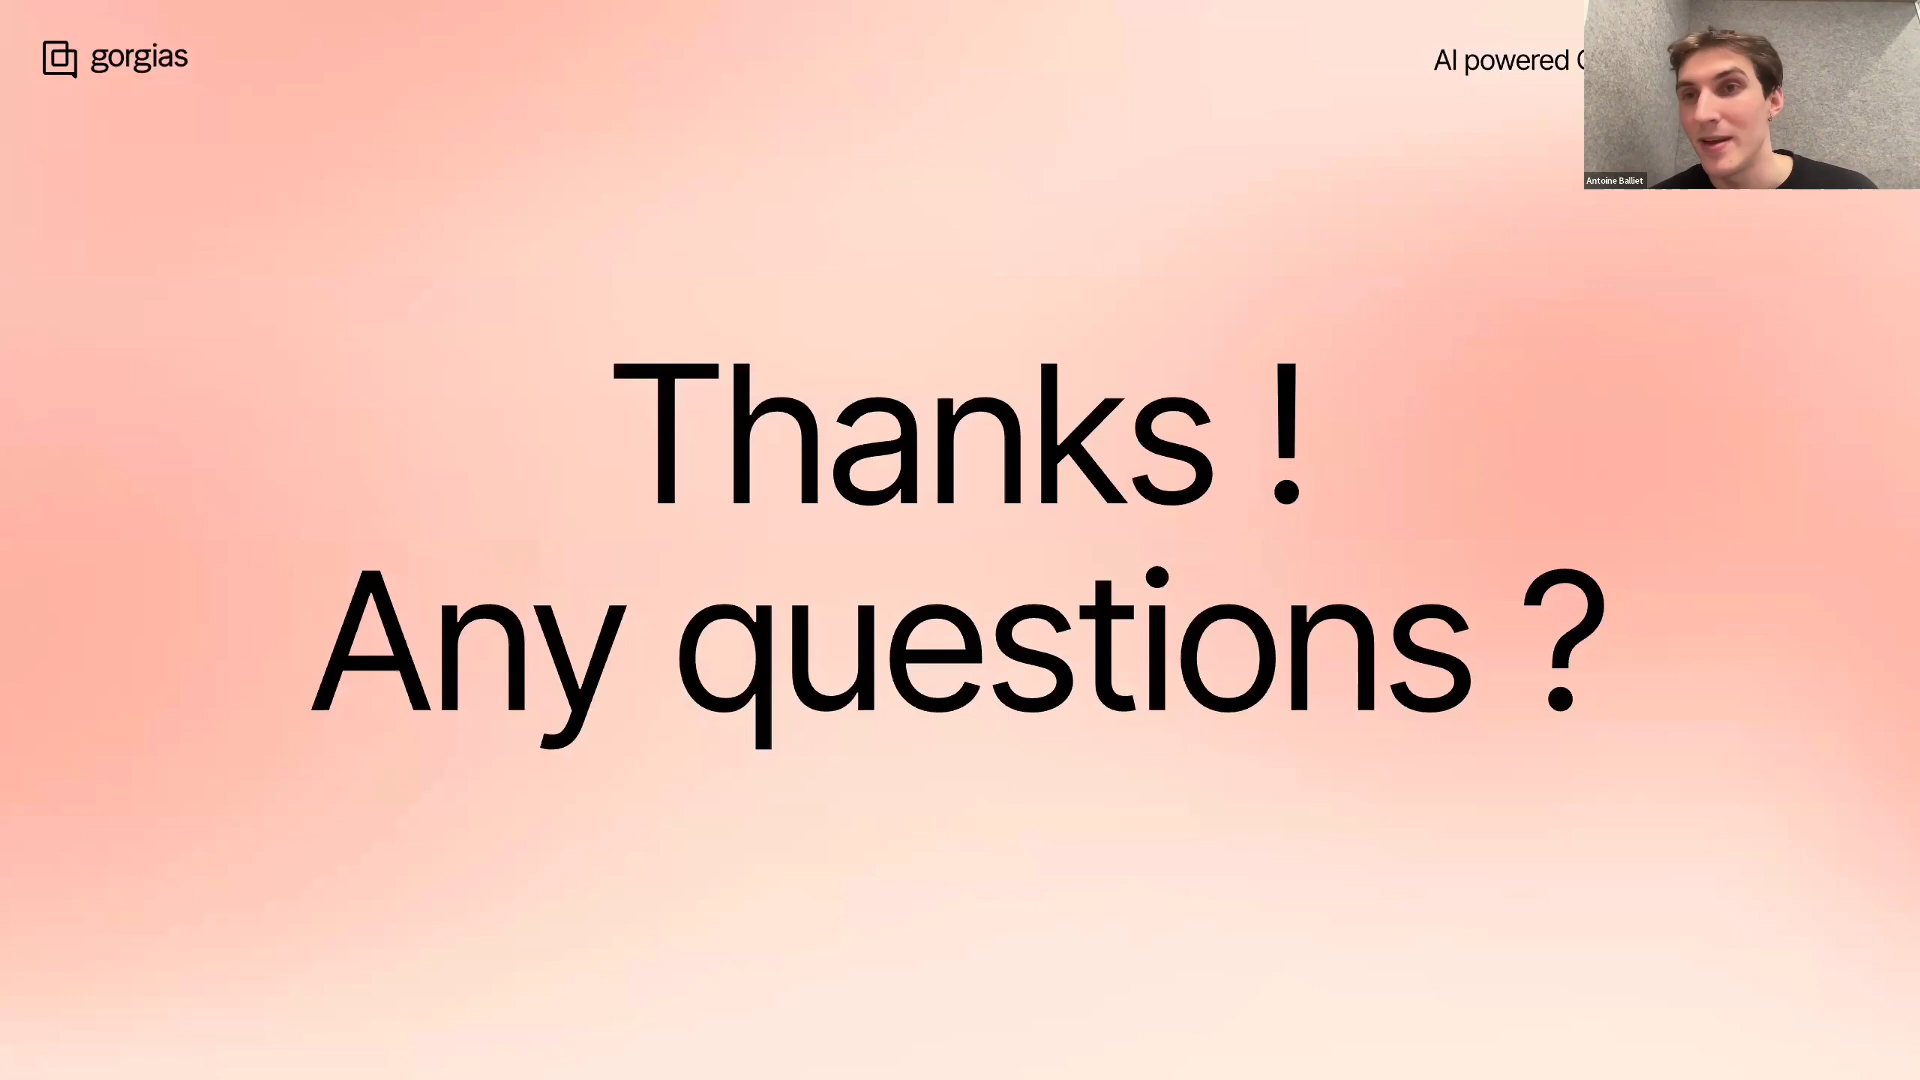 gorgias
AI powered
Antoine Balliet
Thanks !
Any questions ?